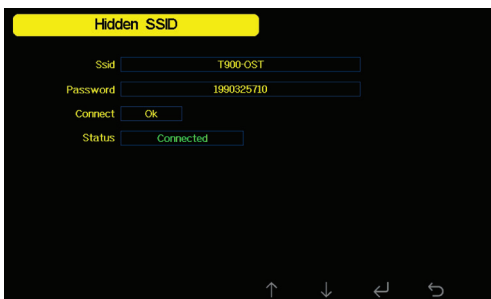 Hidden SSID
Ssid T900-OST
Password 1990325710
Connect Ok
Status Connected